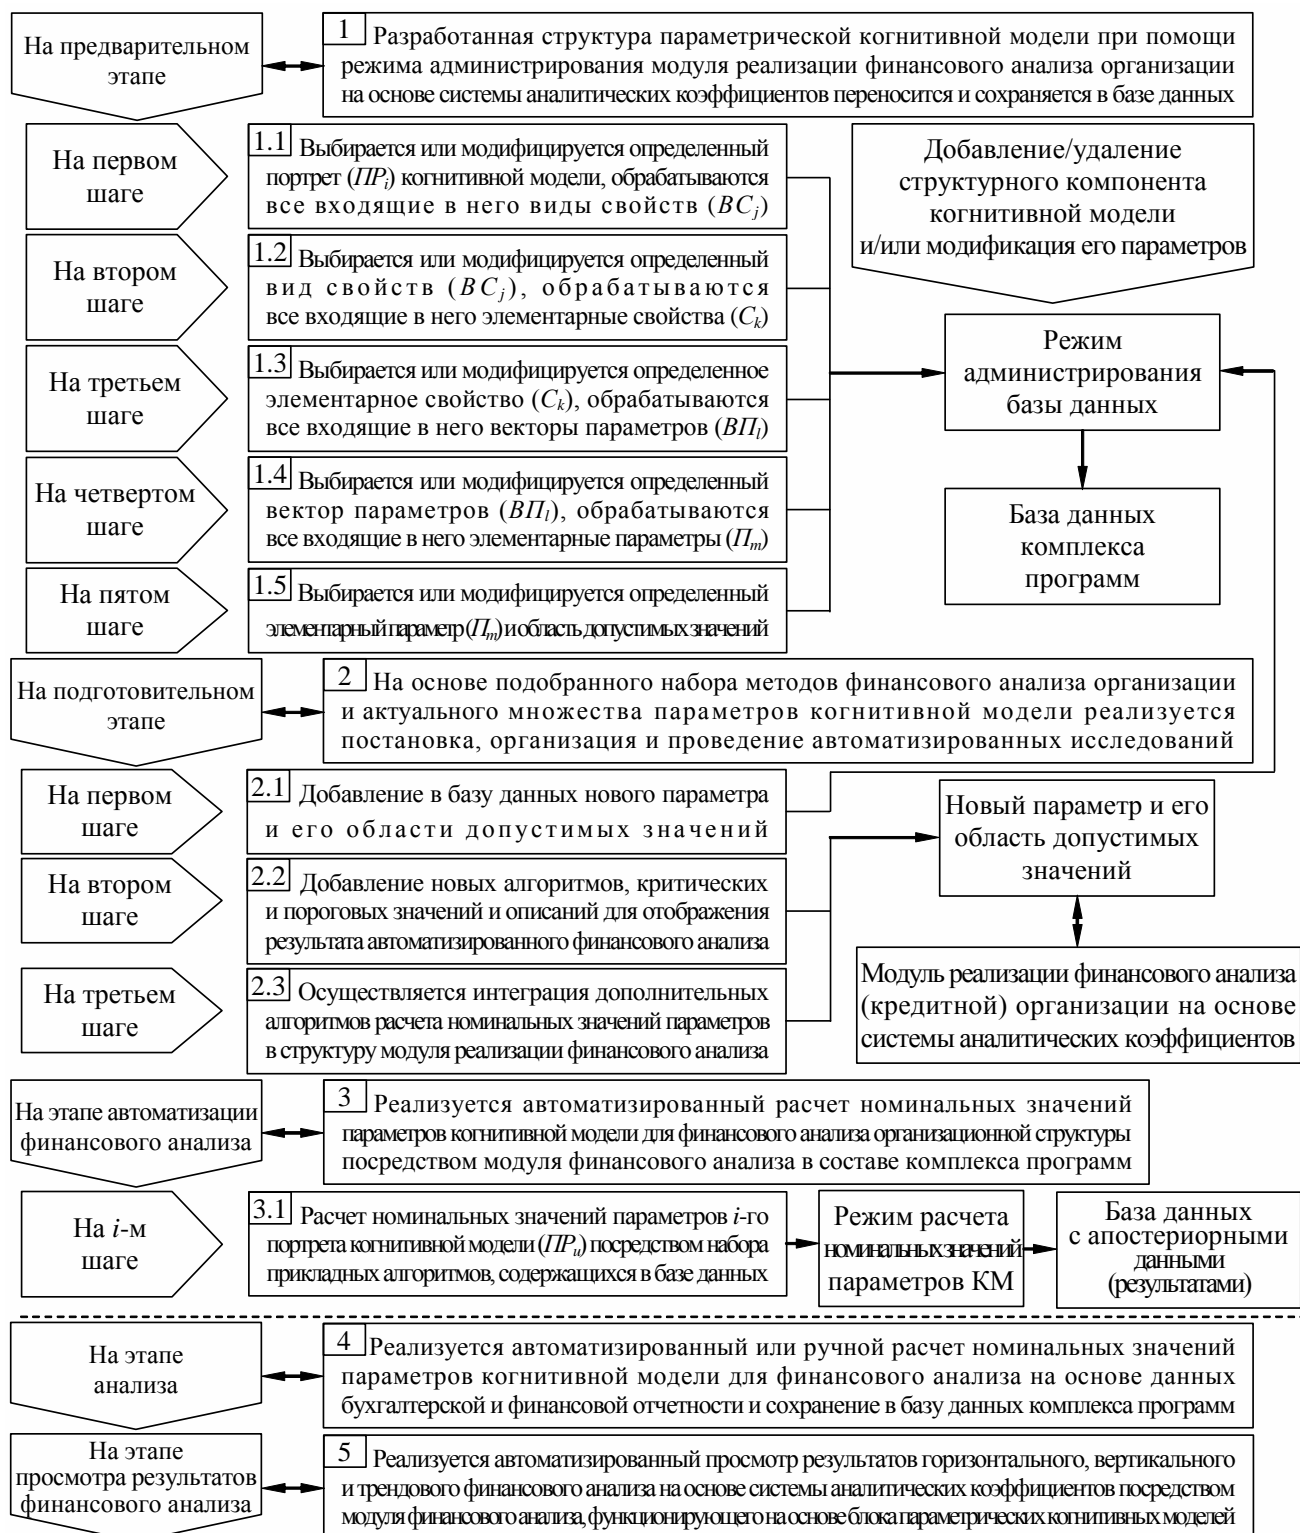 На предварительном
этапе
1 Разработанная структура параметрической когнитивной модели при помощи
режима администрирования модуля реализации финансового анализа организации
на основе системы аналитических коэффициентов переносится и сохраняется в базе данных
На первом
шаге
1.1 Выбирается или модифицируется определенный
портрет (ПР_i) когнитивной модели, обрабатываются
все входящие в него виды свойств (ВС_j)
Добавление/удаление
структурного компонента
когнитивной модели
и/или модификация его параметров
На втором
шаге
1.2 Выбирается или модифицируется определенный
вид свойств (ВС_j), обрабатываются
все входящие в него элементарные свойства (С_k)
На третьем
шаге
1.3 Выбирается или модифицируется определенное
элементарное свойство (С_k), обрабатываются
все входящие в него векторы параметров (ВП_l)
Режим
администрирования
базы данных
На четвертом
шаге
1.4 Выбирается или модифицируется определенный
вектор параметров (ВП_l), обрабатываются
все входящие в него элементарные параметры (П_m)
База данных
комплекса
программ
На пятом
шаге
1.5 Выбирается или модифицируется определенный
элементарный параметр (П_m) и область допустимых значений
На подготовительном
этапе
2 На основе подобранного набора методов финансового анализа организации
и актуального множества параметров когнитивной модели реализуется
постановка, организация и проведение автоматизированных исследований
На первом
шаге
2.1 Добавление в базу данных нового параметра
и его области допустимых значений
Новый параметр и его
область допустимых
значений
На втором
шаге
2.2 Добавление новых алгоритмов, критических
и пороговых значений и описаний для отображения
результата автоматизированного финансового анализа
На третьем
шаге
2.3 Осуществляется интеграция дополнительных
алгоритмов расчета номинальных значений параметров
в структуру модуля реализации финансового анализа
Модуль реализации финансового анализа
(кредитной) организации на основе
системы аналитических коэффициентов
На этапе автоматизации
финансового анализа
3 Реализуется автоматизированный расчет номинальных значений
параметров когнитивной модели для финансового анализа организационной структуры
посредством модуля финансового анализа в составе комплекса программ
На i-м
шаге
3.1 Расчет номинальных значений параметров i-го
портрета когнитивной модели (ПР_u) посредством набора
прикладных алгоритмов, содержащихся в базе данных
Режим расчета
номинальных значений
параметров КМ
База данных
с апостериорными
данными
(результатами)
На этапе
анализа
4 Реализуется автоматизированный или ручной расчет номинальных значений
параметров когнитивной модели для финансового анализа на основе данных
бухгалтерской и финансовой отчетности и сохранение в базу данных комплекса программ
На этапе
просмотра результатов
финансового анализа
5 Реализуется автоматизированный просмотр результатов горизонтального, вертикального
и трендового финансового анализа на основе системы аналитических коэффициентов посредством
модуля финансового анализа, функционирующего на основе блока параметрических когнитивных моделей